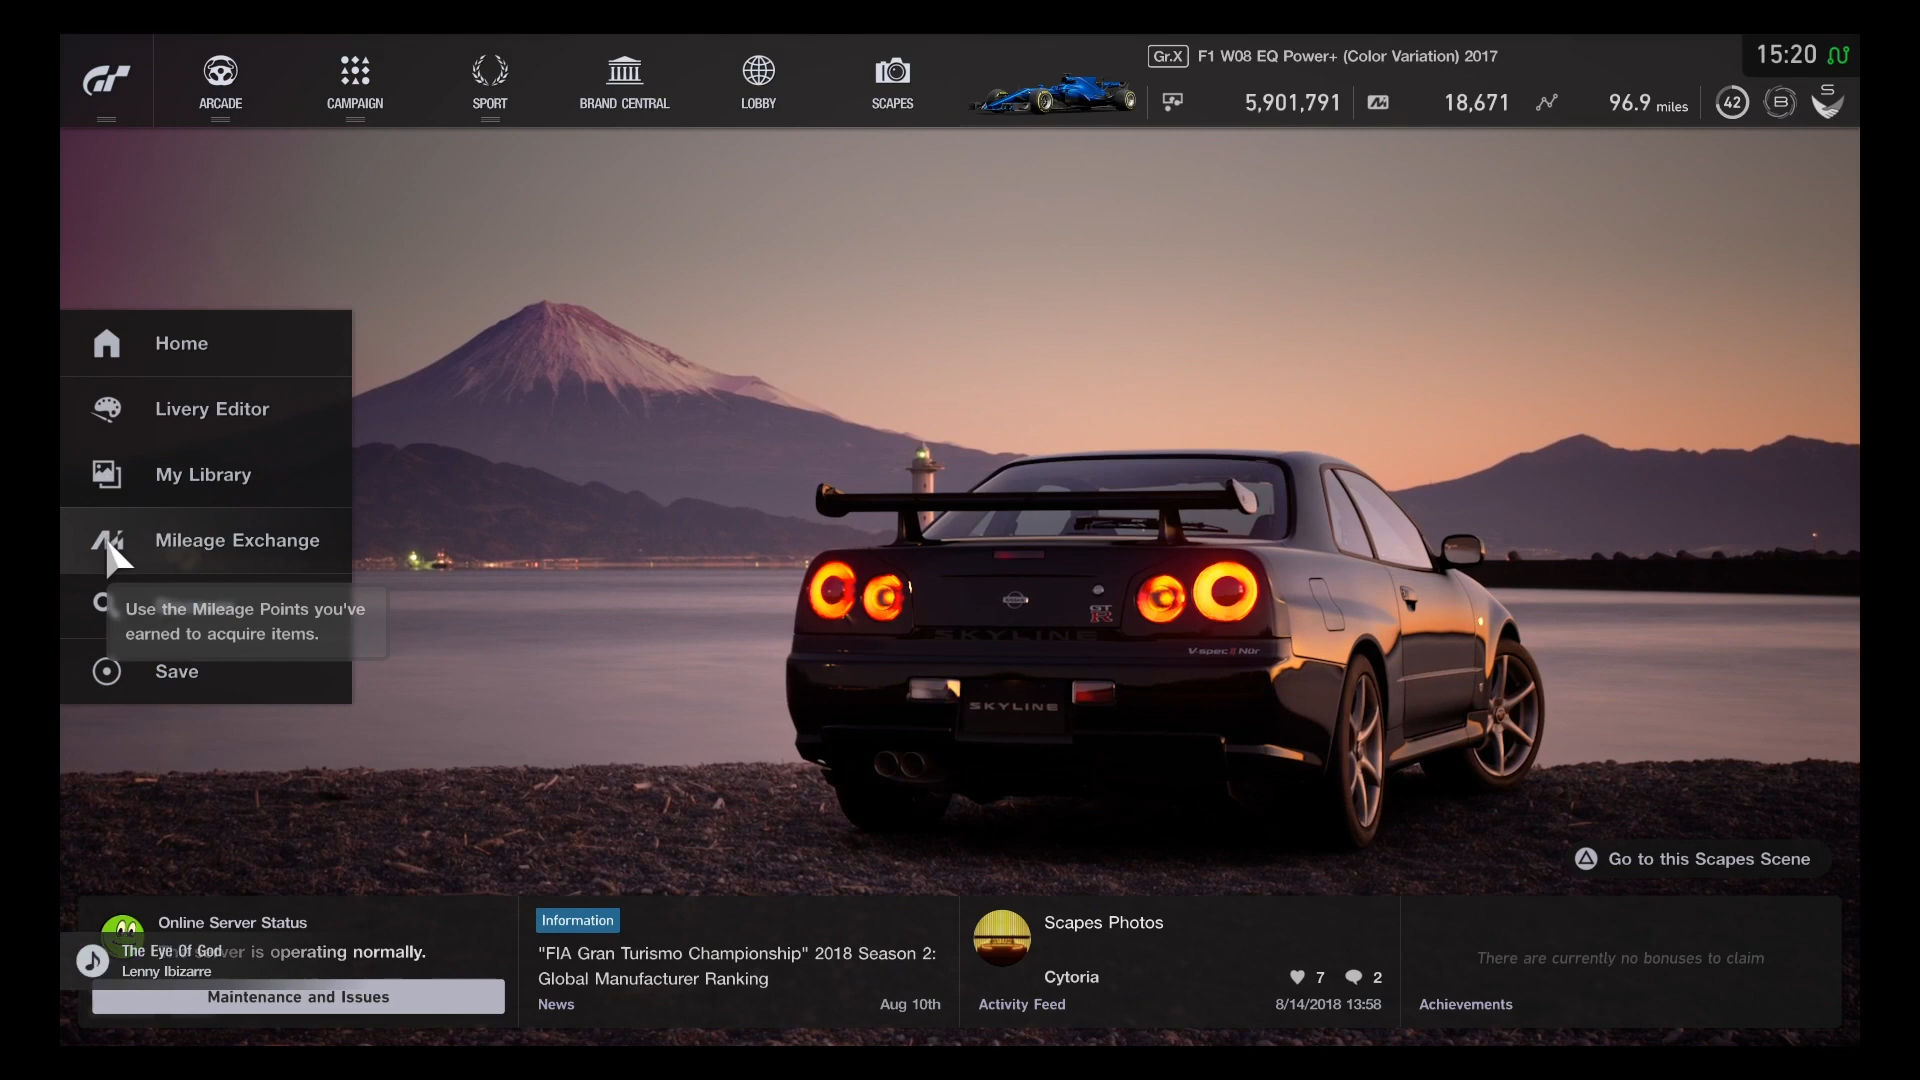 ARCADE
CAMPAIGN
SPORT
BRAND CENTRAL
LOBBY
SCAPES
Gr.X F1 W08 EQ Power+ (Color Variation) 2017
5,901,791
18,671
96.9 miles
15:20
42
B
S
Home
Livery Editor
My Library
Mileage Exchange
Use the Mileage Points you've
earned to acquire items.
Save
SKYLINE
GT
R
V·spec II Nür
SKYLINE
Go to this Scapes Scene
Online Server Status
The server is operating normally.
The Eye Of God
Lenny Ibizarre
Maintenance and Issues
Information
"FIA Gran Turismo Championship" 2018 Season 2:
Global Manufacturer Ranking
News
Aug 10th
Scapes Photos
Cytoria
7
2
Activity Feed
8/14/2018 13:58
There are currently no bonuses to claim
Achievements